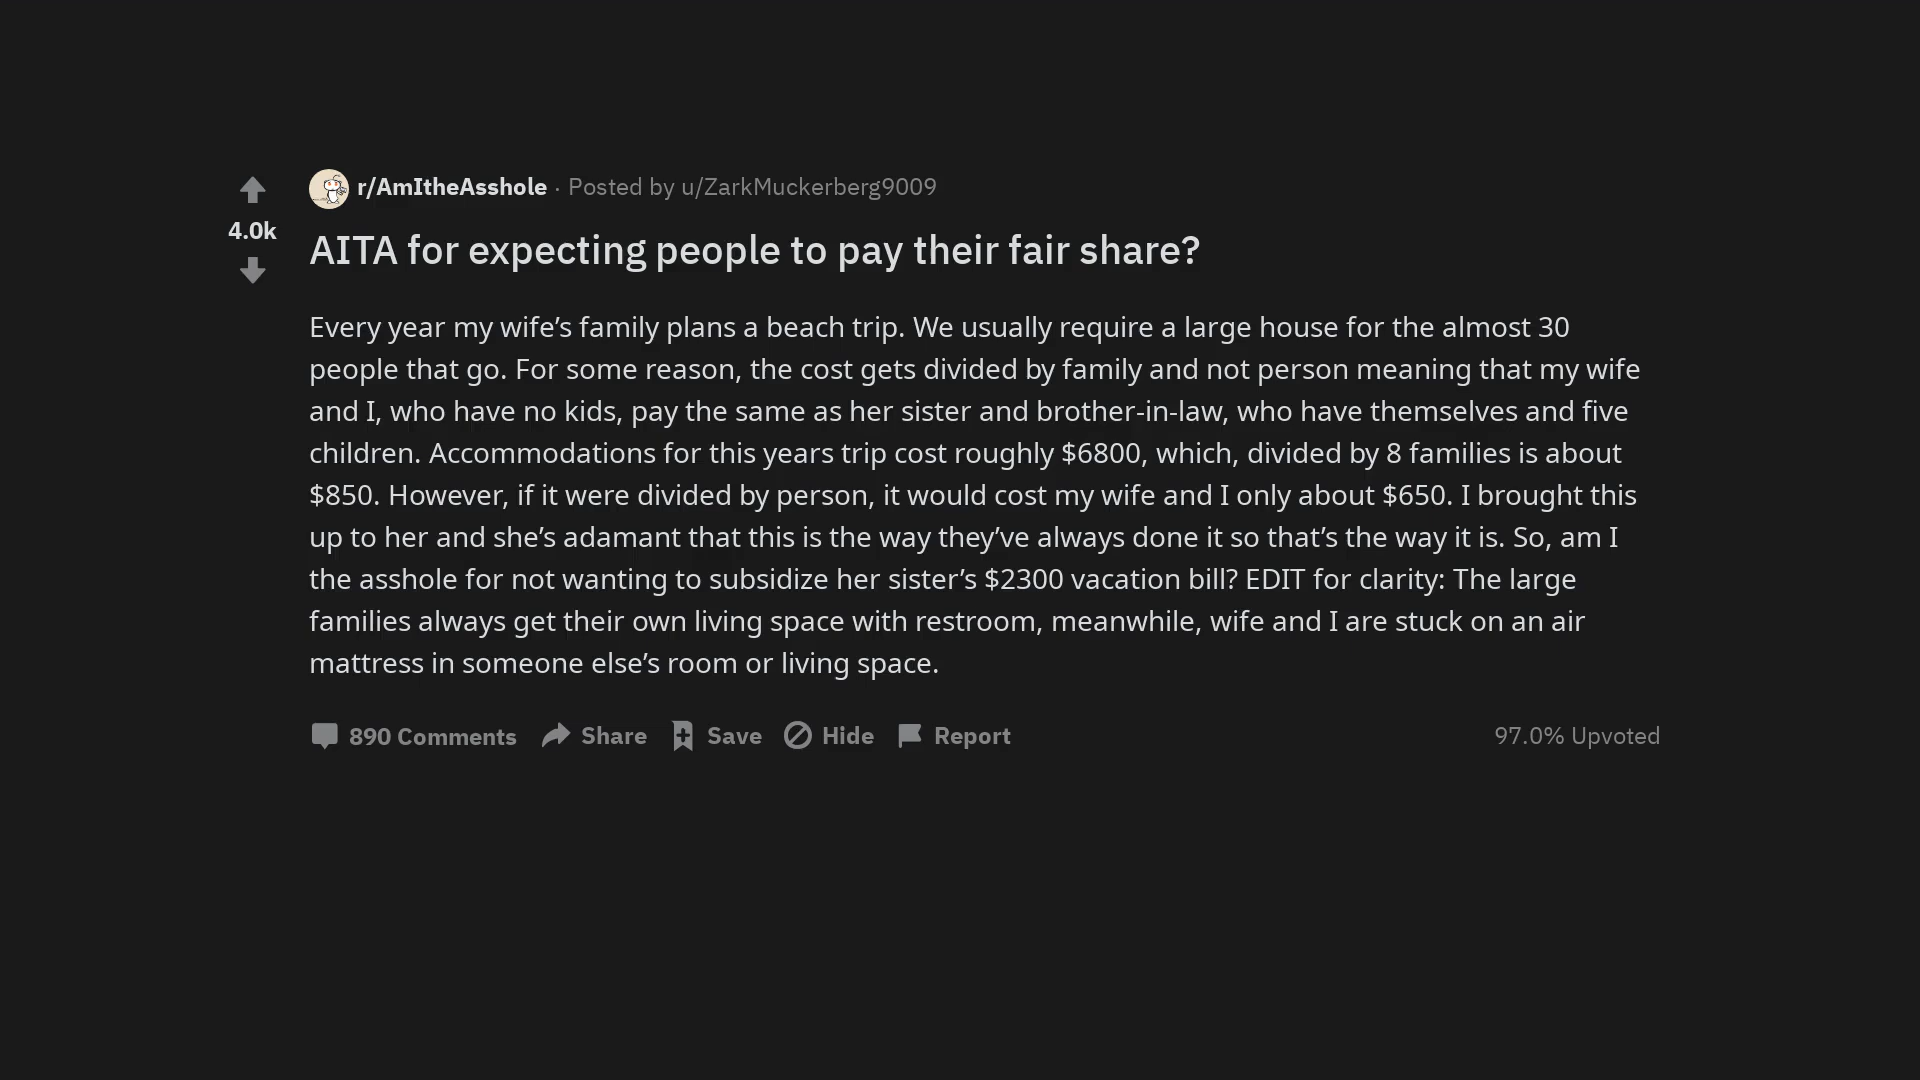 r/AmItheAsshole · Posted by u/ZarkMuckerberg9009
4.0k
AITA for expecting people to pay their fair share?
Every year my wife’s family plans a beach trip. We usually require a large house for the almost 30
people that go. For some reason, the cost gets divided by family and not person meaning that my wife
and I, who have no kids, pay the same as her sister and brother-in-law, who have themselves and five
children. Accommodations for this years trip cost roughly $6800, which, divided by 8 families is about
$850. However, if it were divided by person, it would cost my wife and I only about $650. I brought this
up to her and she’s adamant that this is the way they’ve always done it so that’s the way it is. So, am I
the asshole for not wanting to subsidize her sister’s $2300 vacation bill? EDIT for clarity: The large
families always get their own living space with restroom, meanwhile, wife and I are stuck on an air
mattress in someone else’s room or living space.
890 Comments Share Save Hide Report 97.0% Upvoted